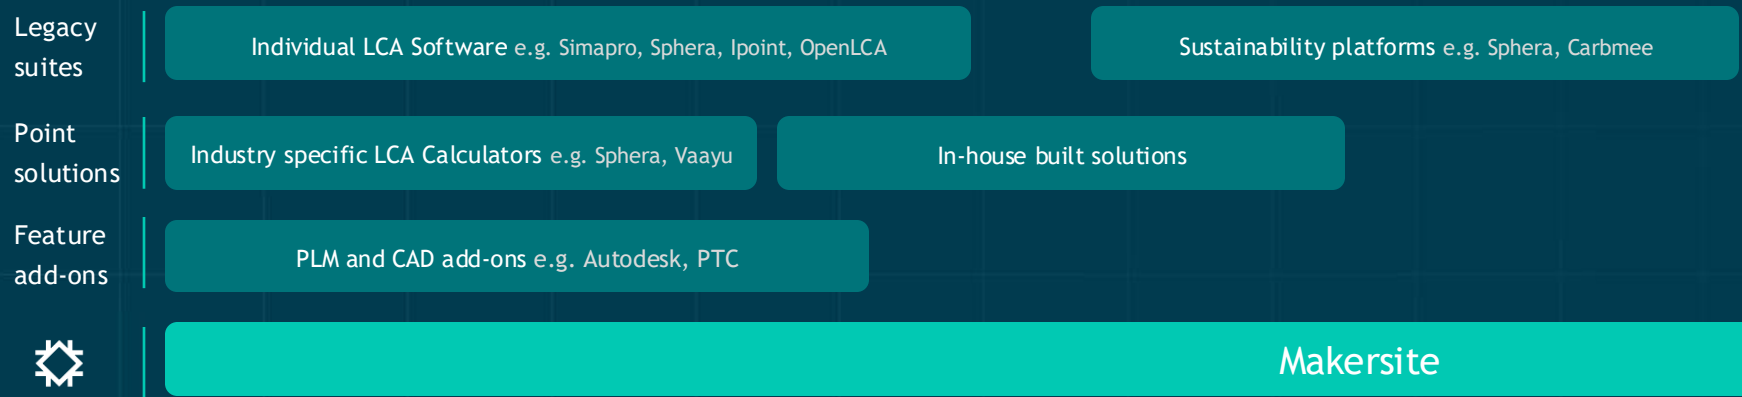 Legacy
suites
Individual LCA Software e.g. Simapro, Sphera, Ipoint, OpenLCA
Sustainability platforms e.g. Sphera, Carbmee
Point
solutions
Industry specific LCA Calculators e.g. Sphera, Vaayu
In-house built solutions
Feature
add-ons
PLM and CAD add-ons e.g. Autodesk, PTC
Makersite